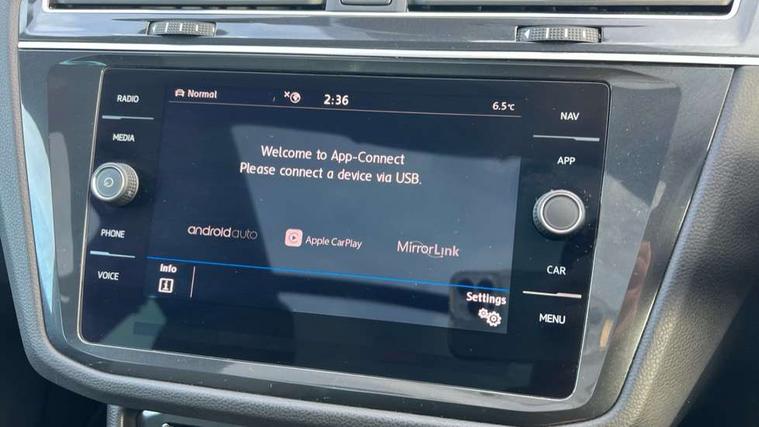 RADIO
MEDIA
PHONE
VOICE
Normal
2:36
6.5°C
Welcome to App-Connect
Please connect a device via USB.
androidauto
Apple CarPlay
MirrorLink
Info
Settings
NAV
APP
CAR
MENU